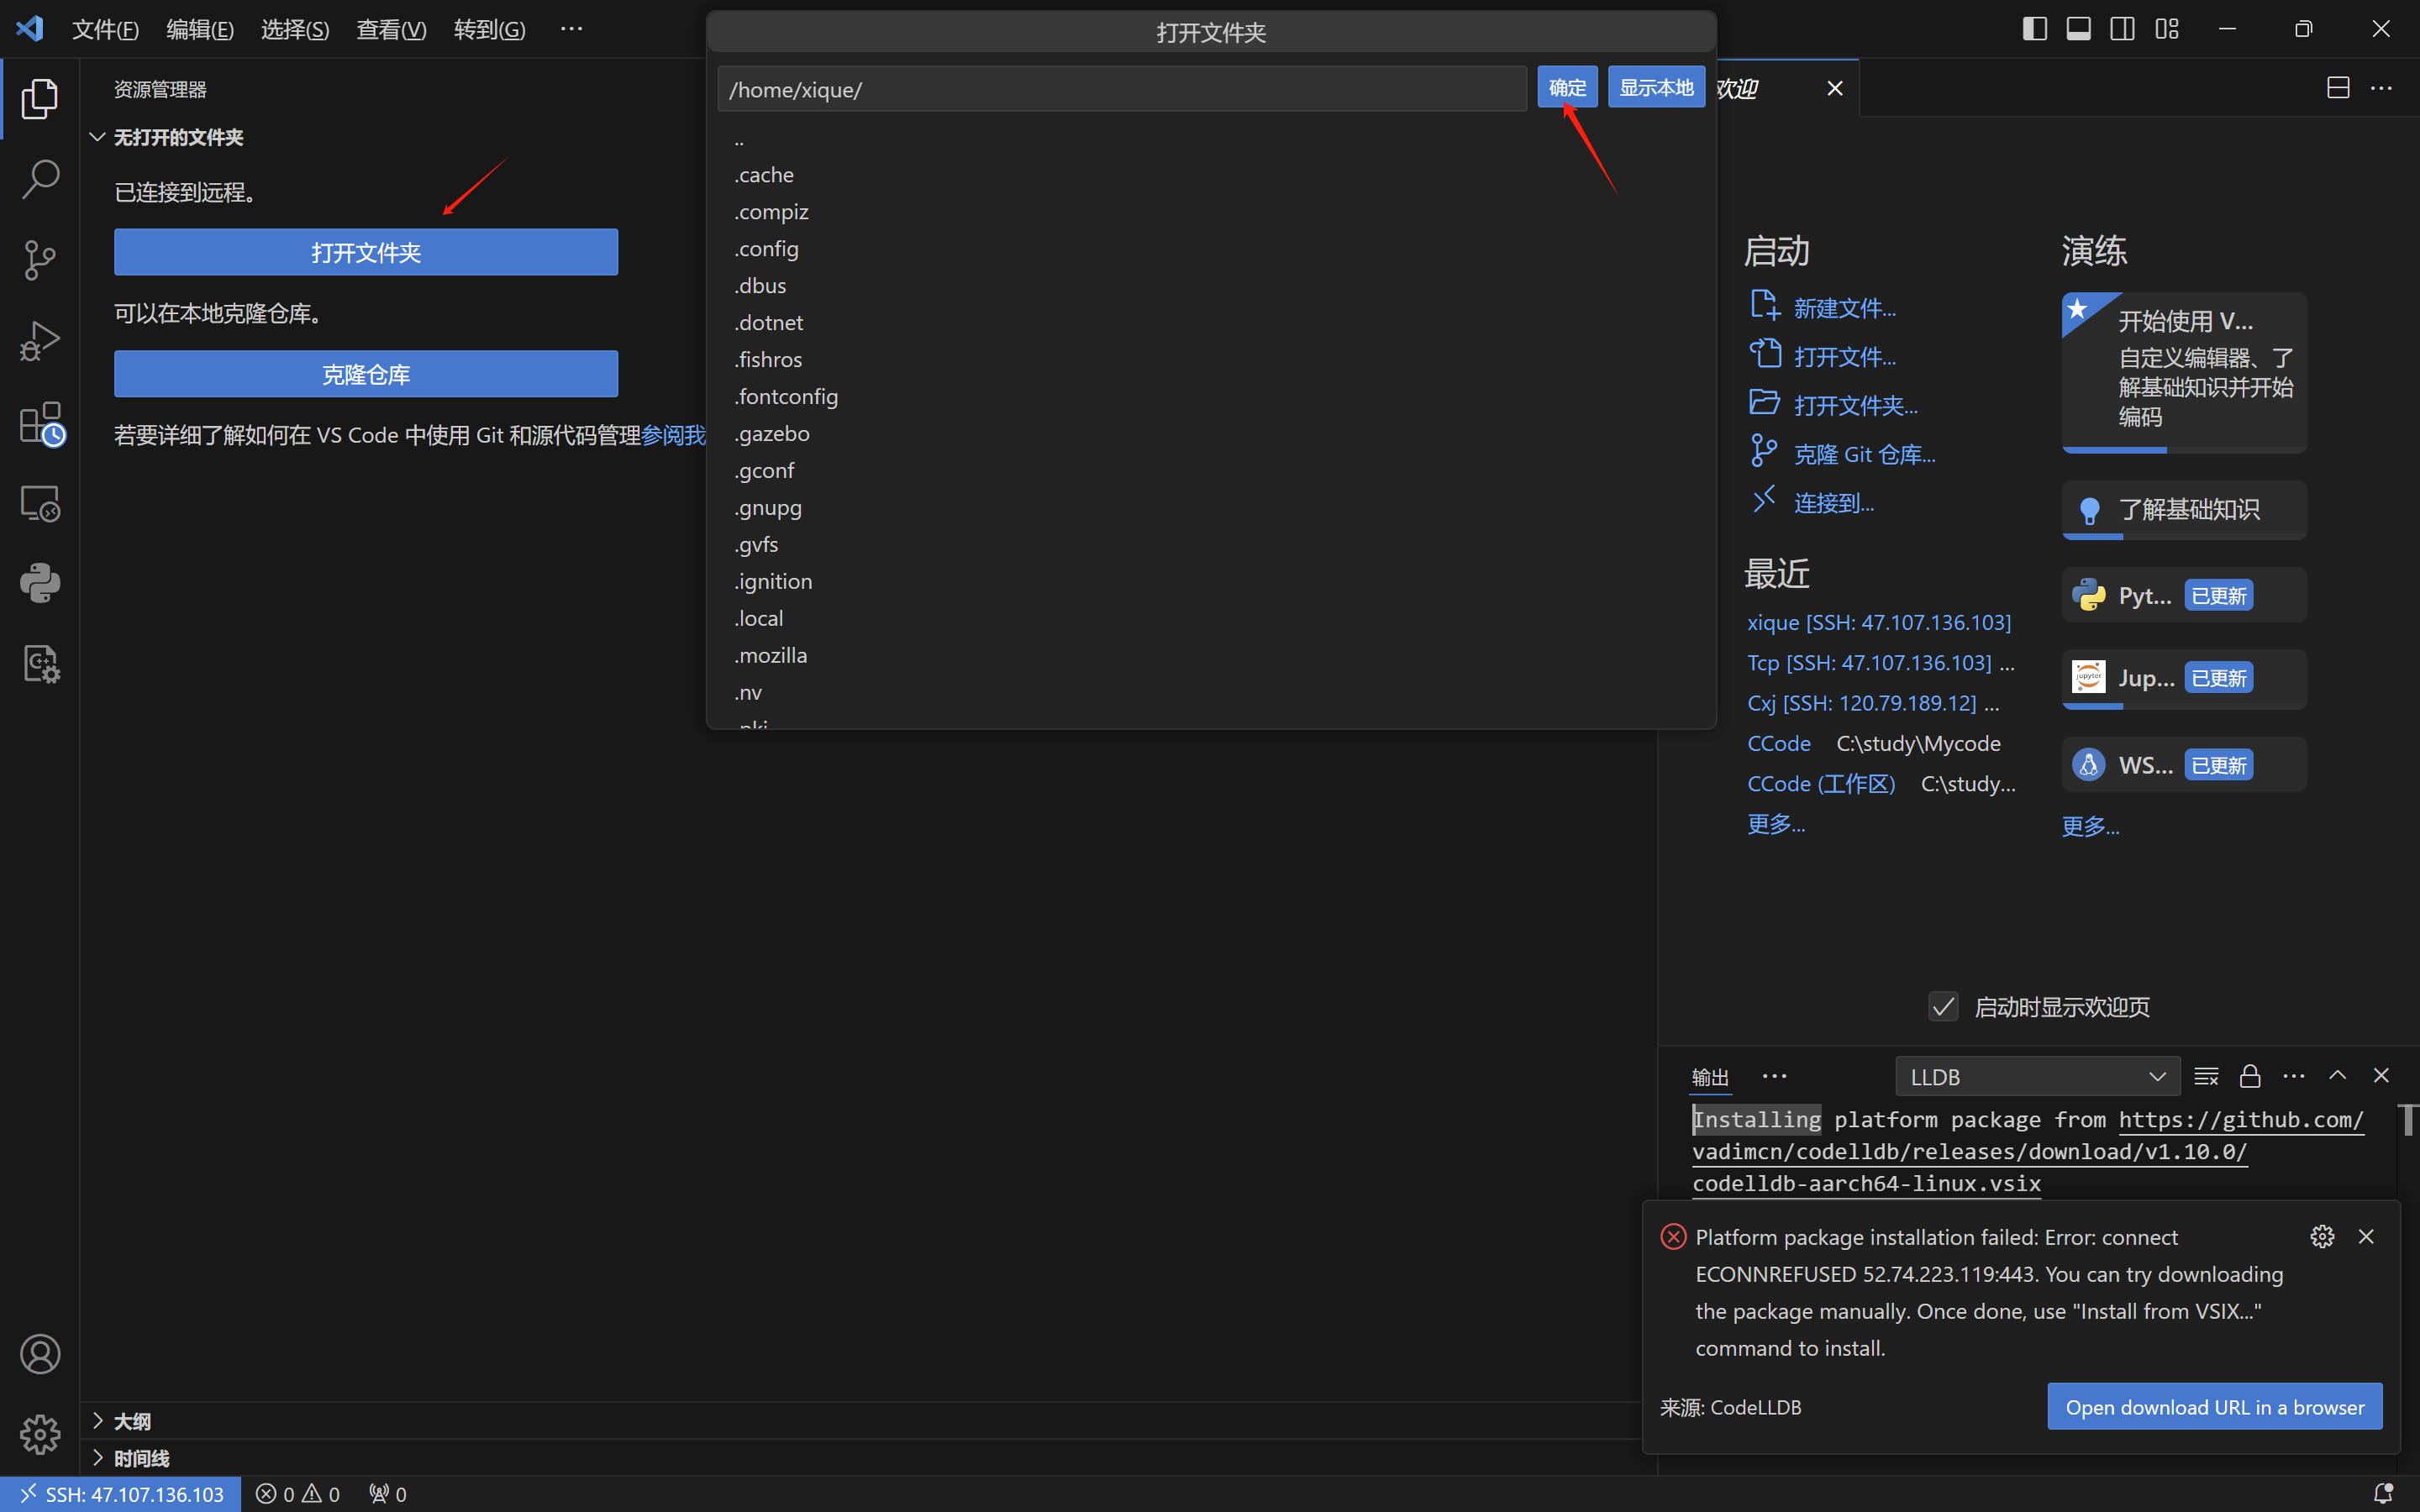 文件(F) 编辑(E) 选择(S) 查看(V) 转到(G) ···
资源管理器
无打开的文件夹
已连接到远程。
打开文件夹
可以在本地克隆仓库。
克隆仓库
若要详细了解如何在 VS Code 中使用 Git 和源代码管理参阅我
打开文件夹
/home/xique/
确定
显示本地
..
.cache
.compiz
.config
.dbus
.dotnet
.fishros
.fontconfig
.gazebo
.gconf
.gnupg
.gvfs
.ignition
.local
.mozilla
.nv
欢迎
启动
新建文件...
打开文件...
打开文件夹...
克隆 Git 仓库...
连接到...
最近
xique [SSH: 47.107.136.103]
Tcp [SSH: 47.107.136.103] ...
Cxj [SSH: 120.79.189.12] ...
CCode C:\study\Mycode
CCode (工作区) C:\study...
更多...
演练
开始使用 V...
自定义编辑器、了
解基础知识并开始
编码
了解基础知识
Pyt... 已更新
jupyter
Jup... 已更新
WS... 已更新
更多...
启动时显示欢迎页
输出 ···
LLDB
Installing platform package from https://github.com/
vadimcn/codelldb/releases/download/v1.10.0/
codelldb-aarch64-linux.vsix
Platform package installation failed: Error: connect
ECONNREFUSED 52.74.223.119:443. You can try downloading
the package manually. Once done, use "Install from VSIX..."
command to install.
来源: CodeLLDB
Open download URL in a browser
大纲
时间线
SSH: 47.107.136.103 0 0 0